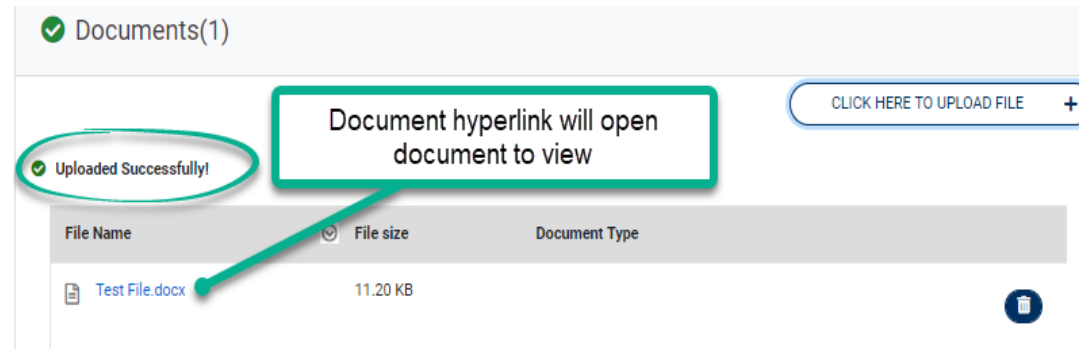 Documents(1)
CLICK HERE TO UPLOAD FILE +
Document hyperlink will open
document to view
Uploaded Successfully!
File Name File size Document Type
Test File.docx 11.20 KB